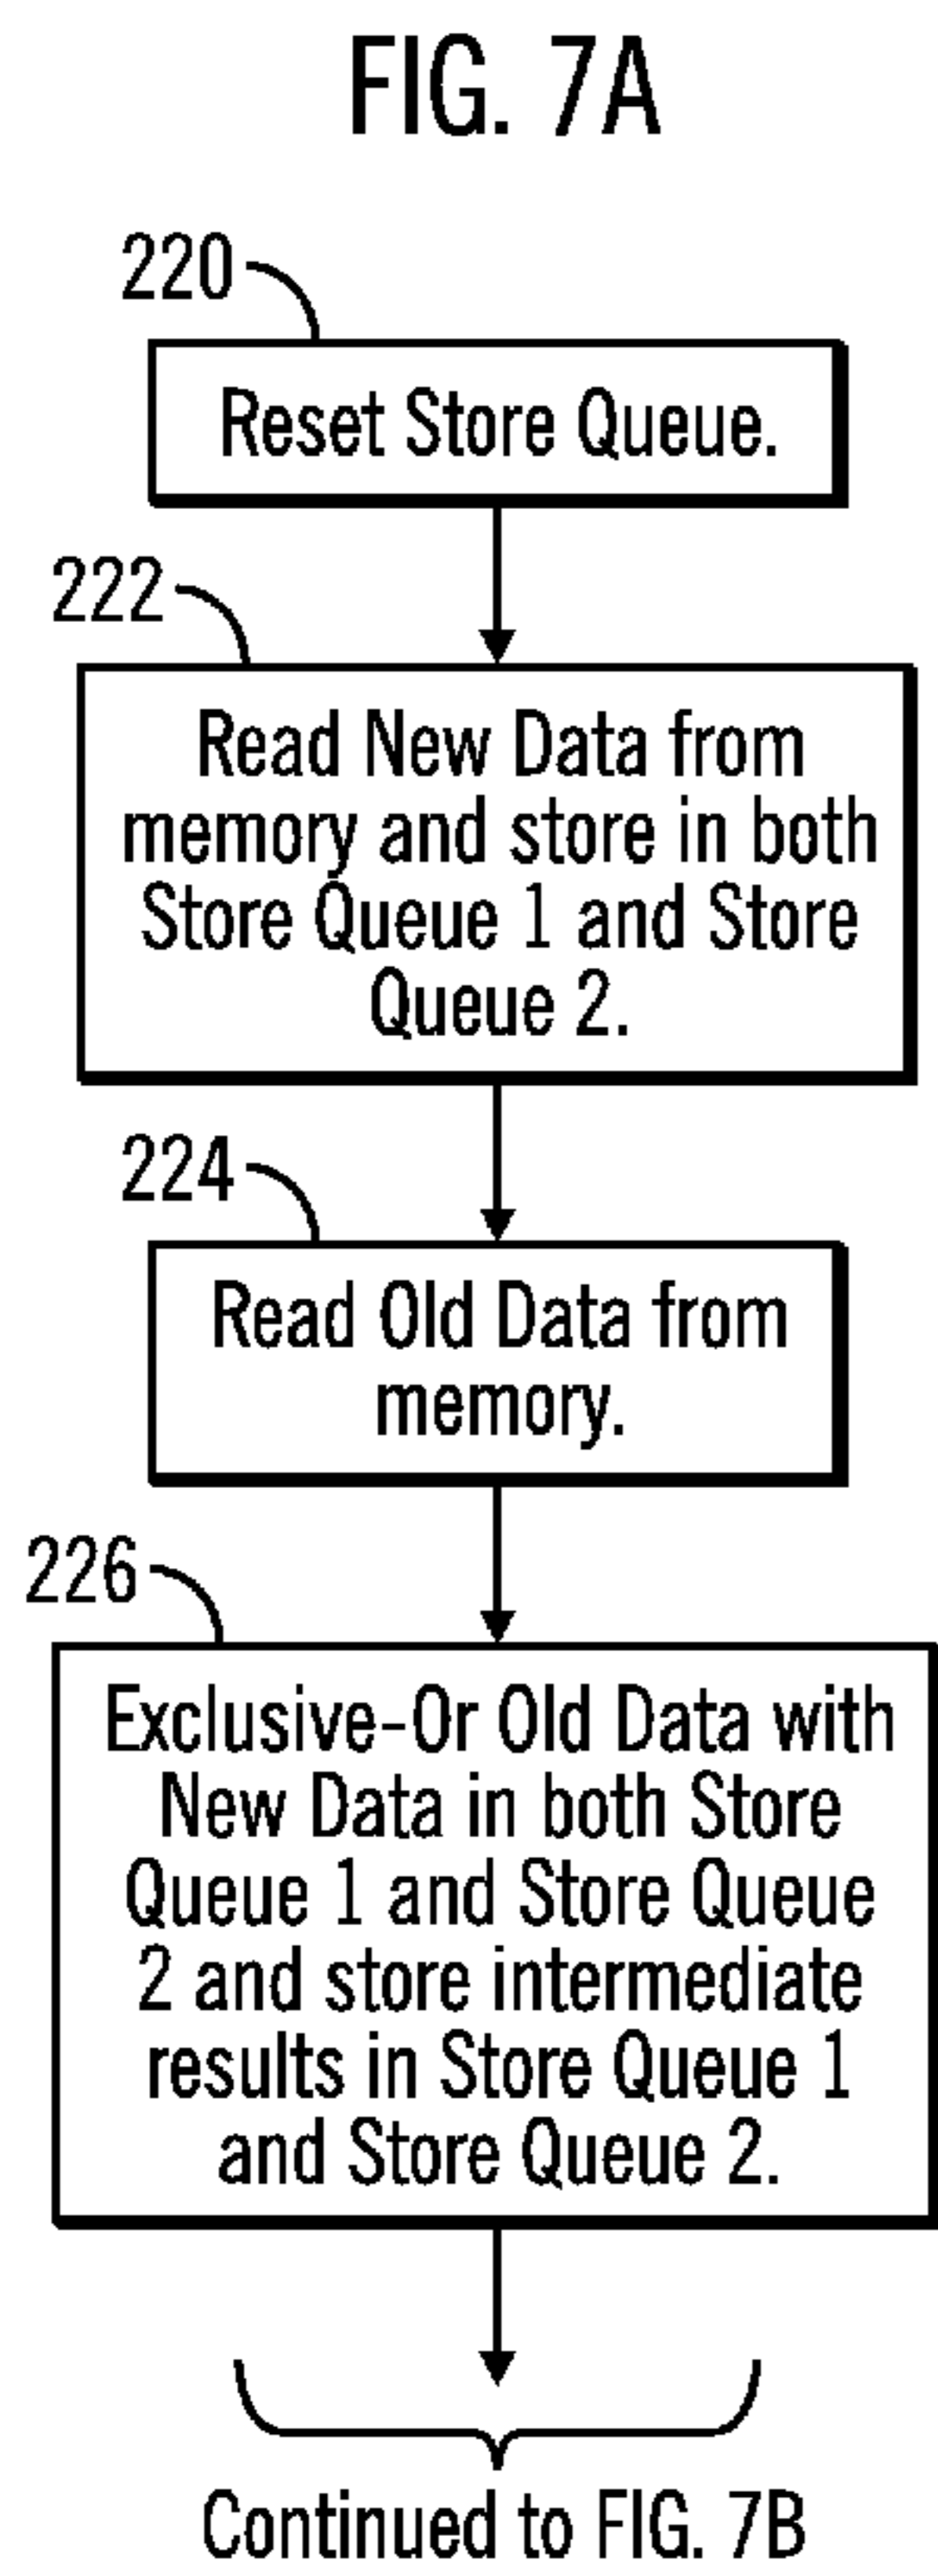 FIG. 7A
220
Reset Store Queue.
222
Read New Data from
memory and store in both
Store Queue 1 and Store
Queue 2.
224
Read Old Data from
memory.
226
Exclusive-Or Old Data with
New Data in both Store
Queue 1 and Store Queue
2 and store intermediate
results in Store Queue 1
and Store Queue 2.
Continued to FIG. 7B